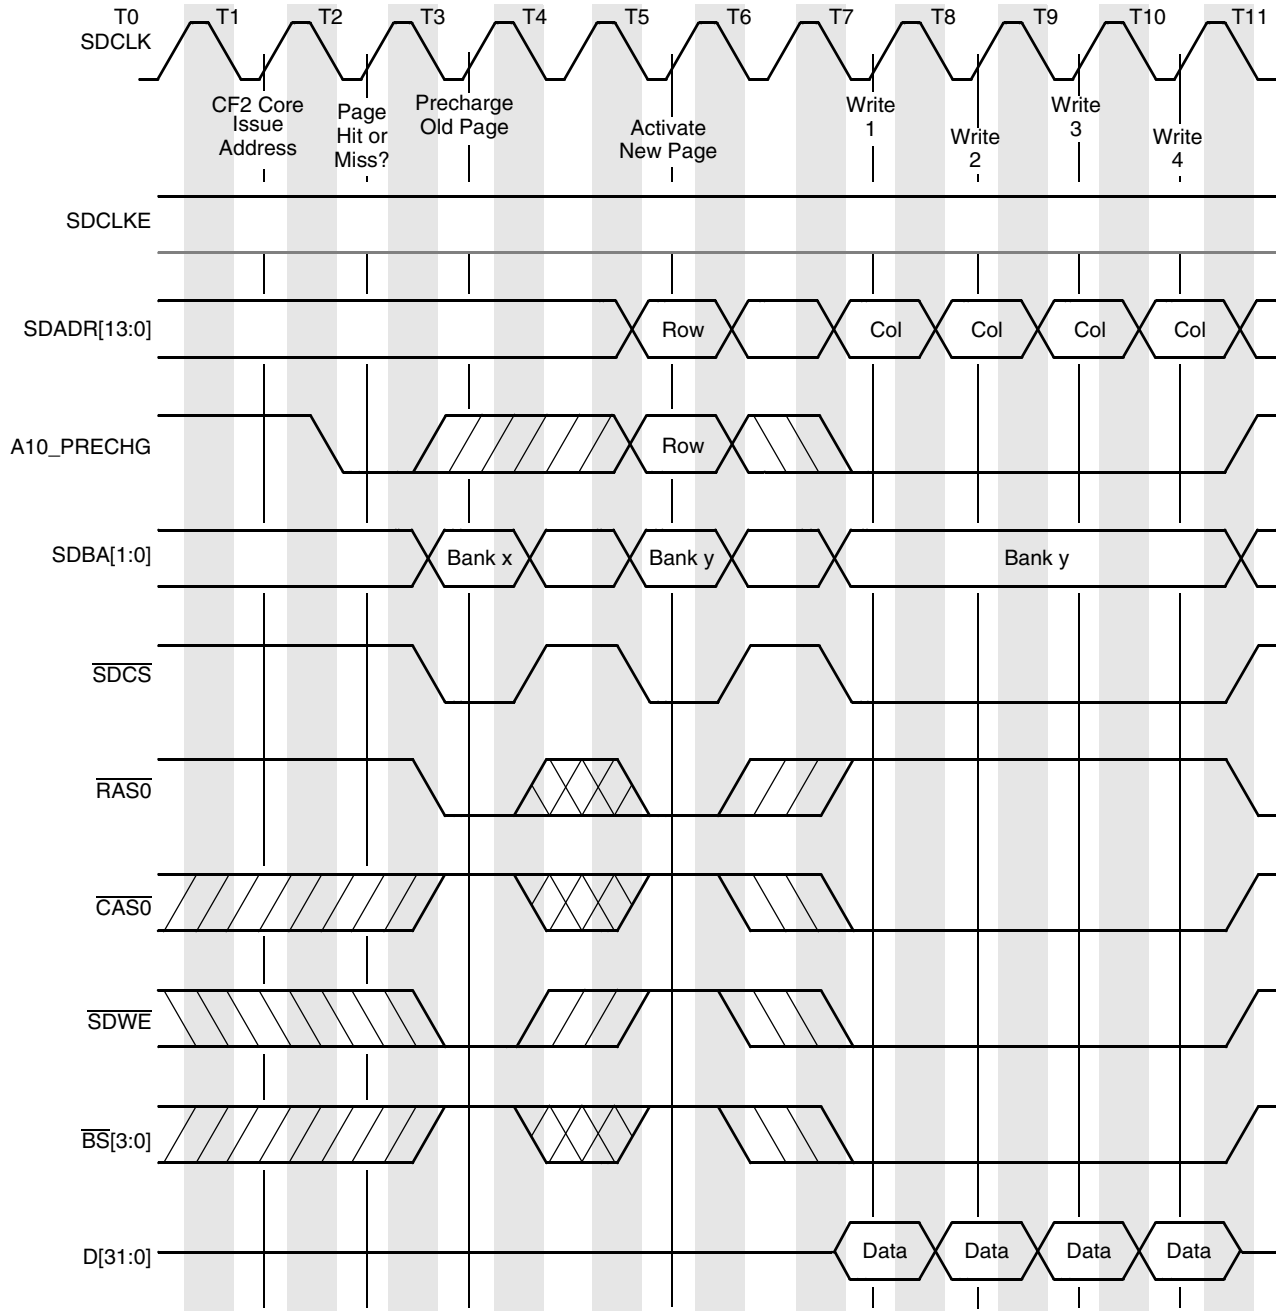 T0 T1 T2 T3 T4 T5 T6 T7 T8 T9 T10 T11
SDCLK
CF2 Core
Issue
Address
Page
Hit or
Miss?
Precharge
Old Page
Activate
New Page
Write
1
Write
2
Write
3
Write
4
SDCLKE
SDADR[13:0] Row Col Col Col Col
A10_PRECHG Row
SDBA[1:0] Bank x Bank y Bank y
SDCS
RAS0
CAS0
SDWE
BS[3:0]
D[31:0] Data Data Data Data